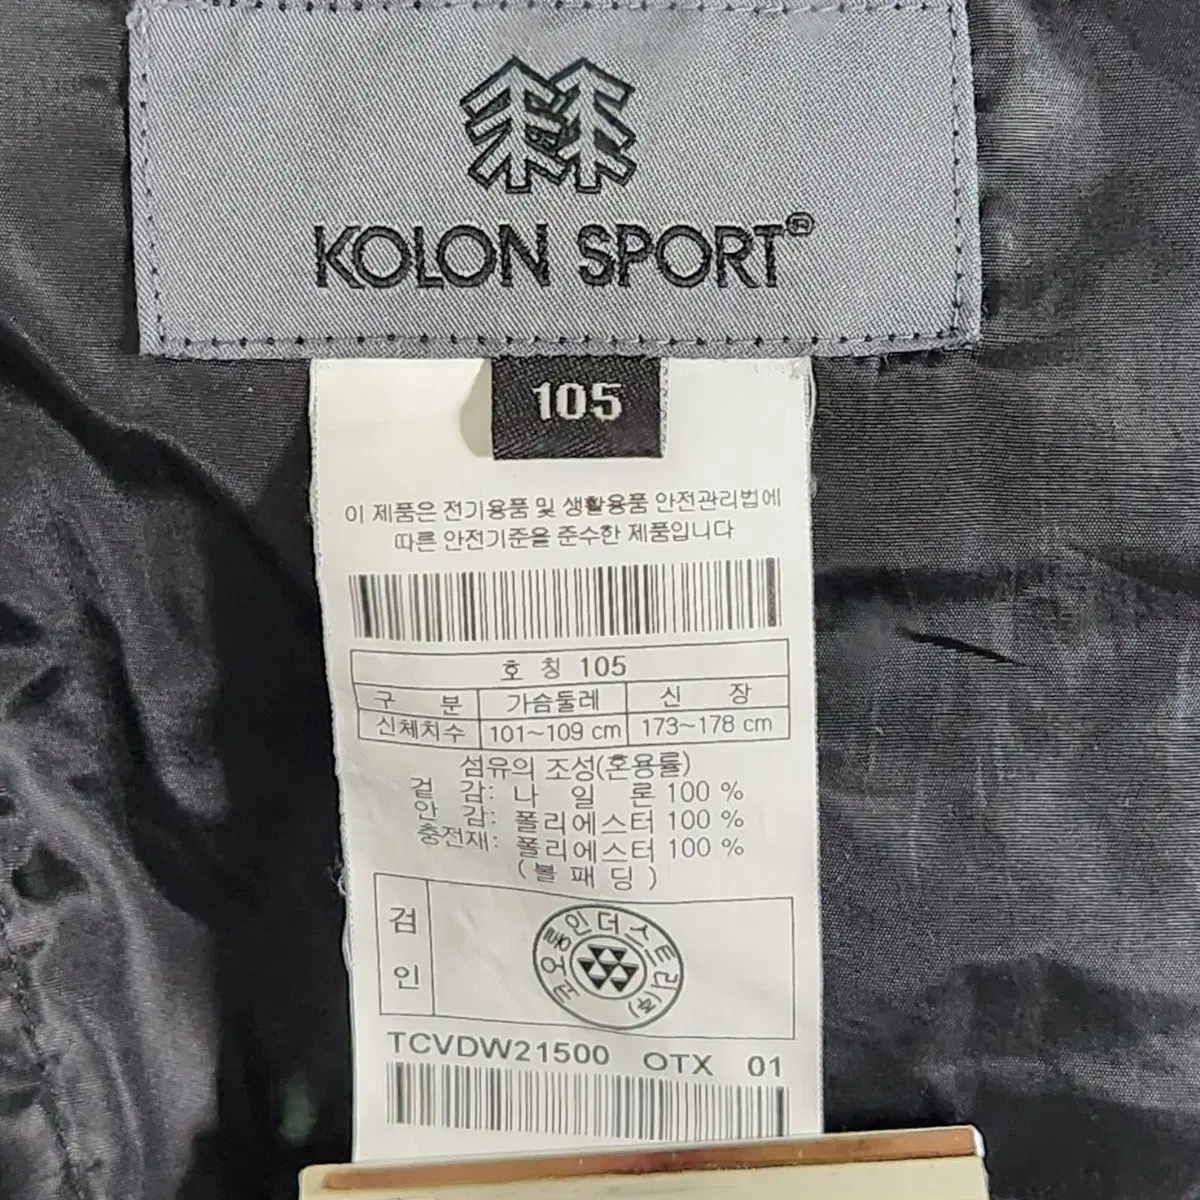 KOLON SPORT®
105
이 제품은 전기용품 및 생활용품 안전관리법에
따른 안전기준을 준수한 제품입니다
호 칭 105
구 분 가슴둘레 신 장
신체치수 101~109 cm 173~178 cm
섬유의 조성(혼용률)
겉 감: 나 일 론 100 %
안 감: 폴리에스터 100 %
충전재: 폴리에스터 100 %
(볼 패 딩)
검
인
코오롱인더스트리(주)
TCVDW21500 OTX 01